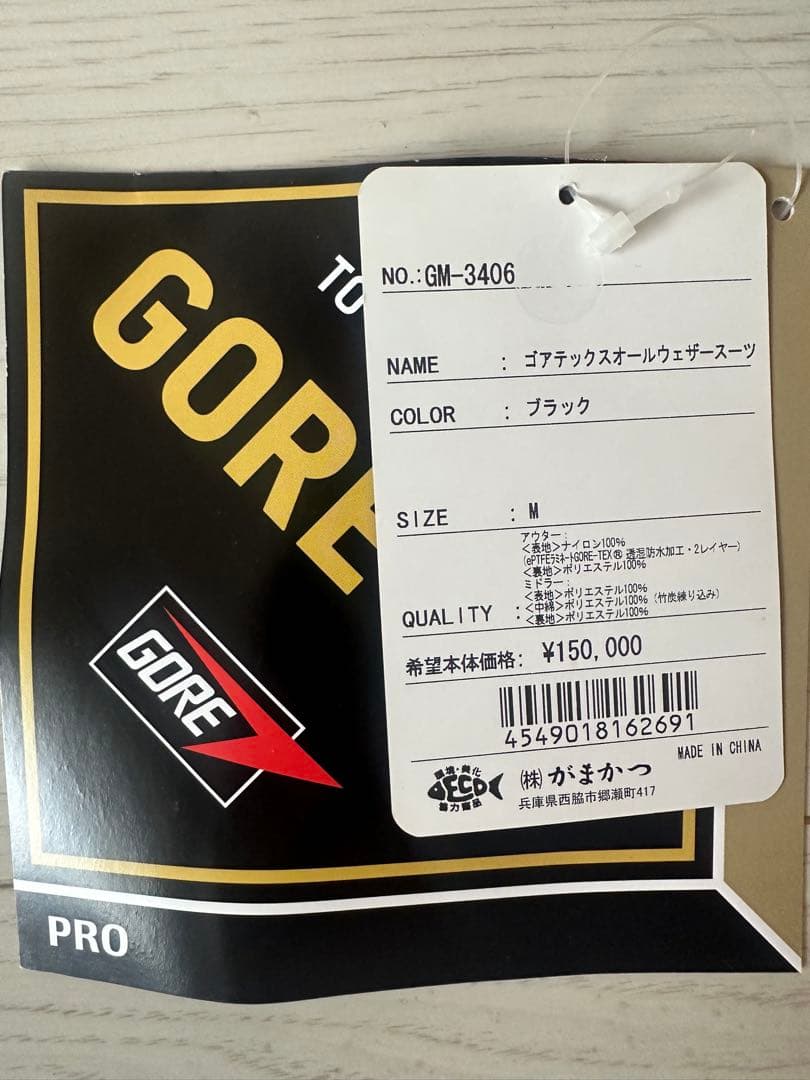 TO
GORE
GORE
PRO
NO.:GM-3406
NAME : ゴアテックスオールウェザースーツ
COLOR : ブラック
SIZE : M
QUALITY :
アウター:
<表地>ナイロン100%
(ePTFEラミネートGORE-TEX® 透湿防水加工・2レイヤー)
<裏地>ポリエステル100%
ミドラー:
<表地>ポリエステル100%
<中綿>ポリエステル100% (竹炭練り込み)
<裏地>ポリエステル100%
希望本体価格: ¥150,000
4549018162691
MADE IN CHINA
環境・美化
ECO
協力商品
(株) がまかつ
兵庫県西脇市郷瀬町417